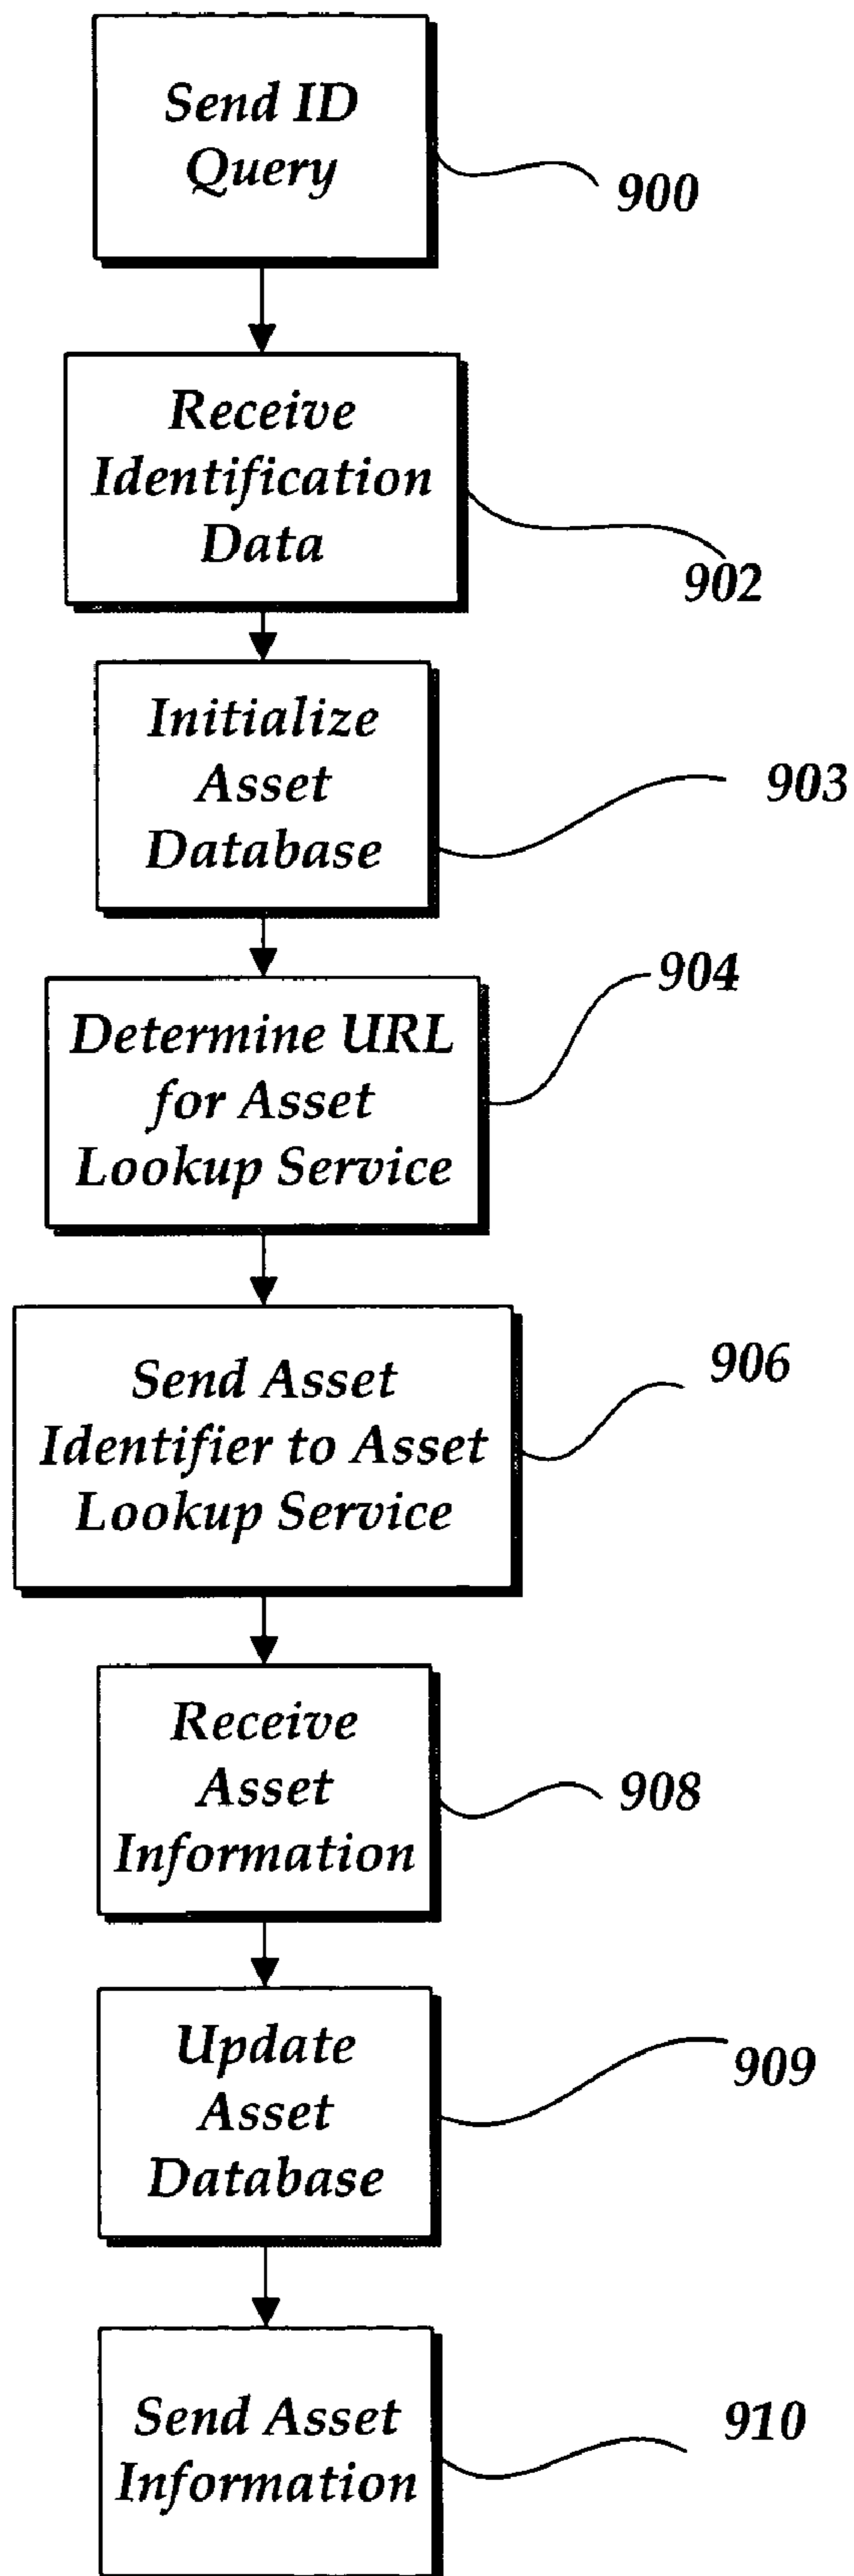 Send ID
Query
900
Receive
Identification
Data
902
Initialize
Asset
Database
903
904
Determine URL
for Asset
Lookup Service
906
Send Asset
Identifier to Asset
Lookup Service
Receive
Asset
Information
908
Update
Asset
Database
909
Send Asset
Information
910